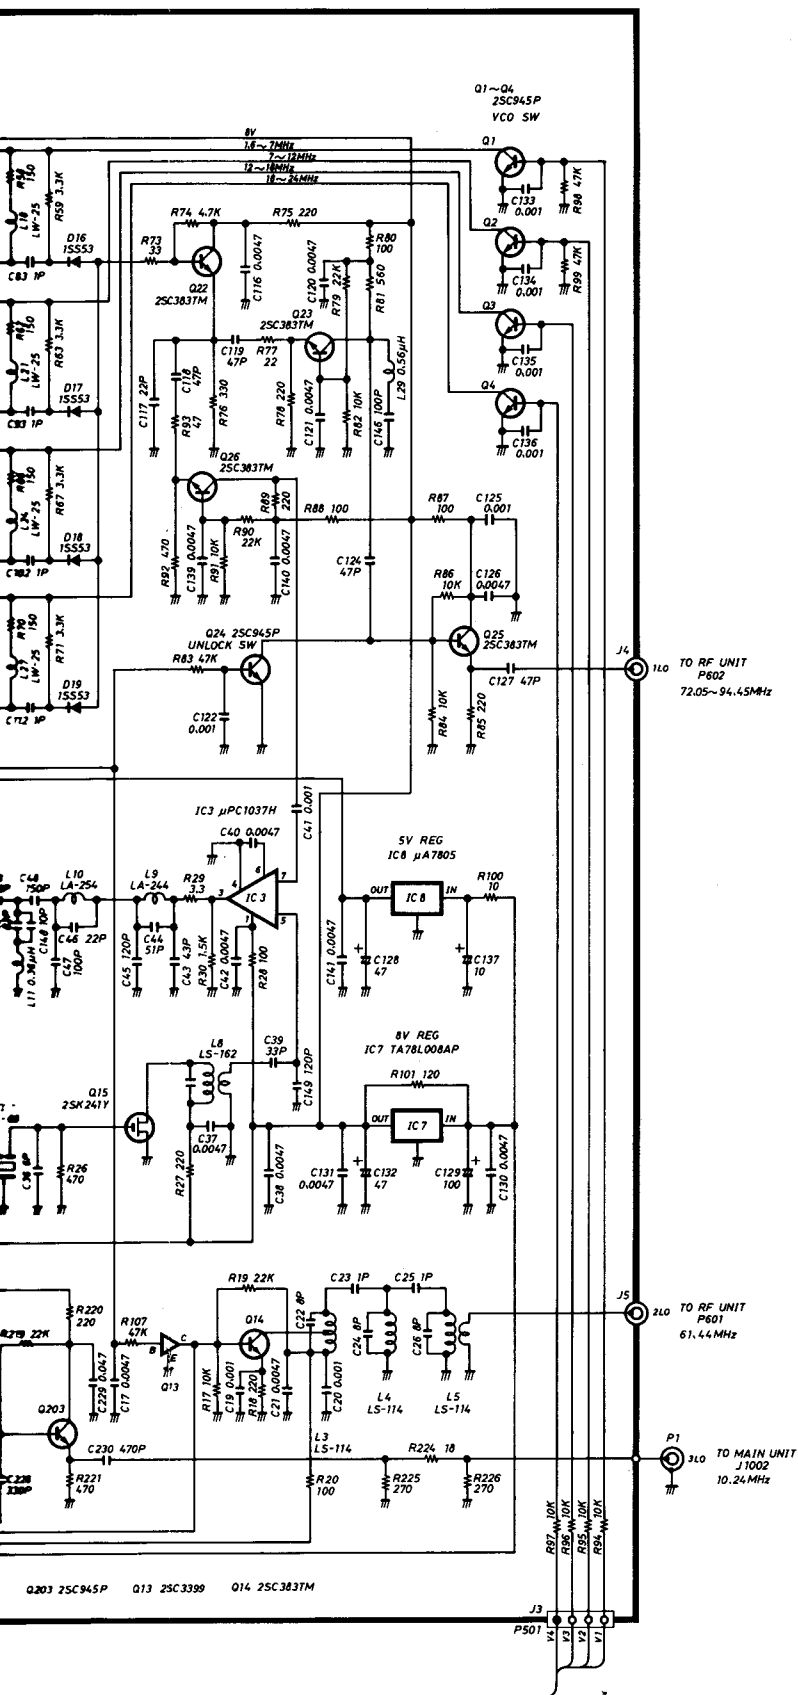 Q1~Q4
2SC945P
VCO SW
8V
1.6~7MHz
7~12MHz
12~18MHz
18~24MHz
Q1
C133
0.001
R98 47K
Q2
C134
0.001
R99 47K
Q3
C135
0.001
Q4
C136
0.001
150
L18
LW-25
R59 3.3K
C83 1P
D16
1SS53
R73
33
R74 4.7K
R75 220
R80
100
Q22
2SC383TM
C116 0.0047
C120 0.0047
R79 22K
R81 560
Q23
2SC383TM
C119
47P
R77
22
L29 0.56μH
150
L21
LW-25
R63 3.3K
C93 1P
D17
1SS53
C117 22P
C118
47P
R93
47
R76 330
R78 220
C121 0.0047
R82 10K
C146 100P
Q26
2SC383TM
150
L24
LW-25
R67 3.3K
C102 1P
D18
1SS53
R92 470
C139 0.0047
R91 10K
R90
22K
R89
220
C140 0.0047
R88 100
R87
100
C125
0.001
C124
47P
R86
10K
C126
0.0047
R70
150
L27
LW-25
R71 3.3K
C112 1P
D19
1SS53
Q24 2SC945P
UNLOCK SW
R83 47K
C122
0.001
Q25
2SC383TM
C127 47P
R84 10K
R85 220
J4
1LO
TO RF UNIT
P602
72.05~94.45MHz
IC3 μPC1037H
C40 0.0047
C41 0.001
6
7
4
IC 3
3
1
5
5V REG
IC8 μA7805
OUT
IC 8
IN
R100
10
C48
150P
L10
LA-254
L9
LA-244
R29
3.3
C148 10P
L11 0.36μH
C46 22P
C47
100P
C45 120P
C44
51P
C43 43P
R30 1.5K
C42 0.0047
R28 100
C141 0.0047
+
C128
47
+
C137
10
8V REG
IC7 TA78L008AP
R101 120
OUT
IC 7
IN
L8
LS-162
C39
33P
C149 120P
Q15
2SK241Y
C36 6P
R26
470
C37
0.0047
R27 220
C38 0.0047
C131
0.0047
+
C132
47
C129
100
+
C130 0.0047
R220
220
R219 22K
C229 0.047
C17 0.0047
R107
47K
B
C
E
Q13
R19 22K
Q14
R17 10K
C19 0.001
R18 220
C21 0.0047
C22 8P
C23 1P
C25 1P
C24 8P
C26 8P
C20 0.001
L3
LS-114
L4
LS-114
L5
LS-114
J5
2LO
TO RF UNIT
P601
61.44MHz
Q203
C230 470P
C228
330P
R221
470
R20
100
R224 18
R225
270
R226
270
P1
3LO
TO MAIN UNIT
J1002
10.24MHz
R97 10K
R96 10K
R95 10K
R94 10K
Q203 2SC945P
Q13 2SC3399
Q14 2SC383TM
J3
P501
V4
V3
V2
V1